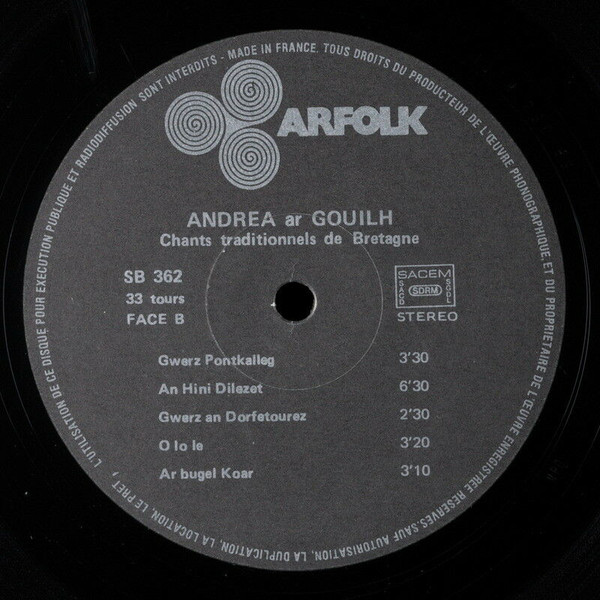 L'UTILISATION DE CE DISQUE POUR EXECUTION PUBLIQUE ET RADIODIFFUSION SONT INTERDITS - MADE IN FRANCE. TOUS DROITS DU PRODUCTEUR DE L'ŒUVRE PHONOGRAPHIQUE, ET DU PROPRIETAIRE DE L'ŒUVRE ENREGISTREE RESERVES. SAUF AUTORISATION, LA DUPLICATION, LA LOCATION, LE PRET,
ARFOLK
ANDREA ar GOUILH
Chants traditionnels de Bretagne
SB 362
33 tours
FACE B
SACEM
SACD SDRM SGDL
STEREO
Gwerz Pontkalleg 3'30
An Hini Dilezet 6'30
Gwerz an Dorfetourez 2'30
O lo le 3'20
Ar bugel Koar 3'10